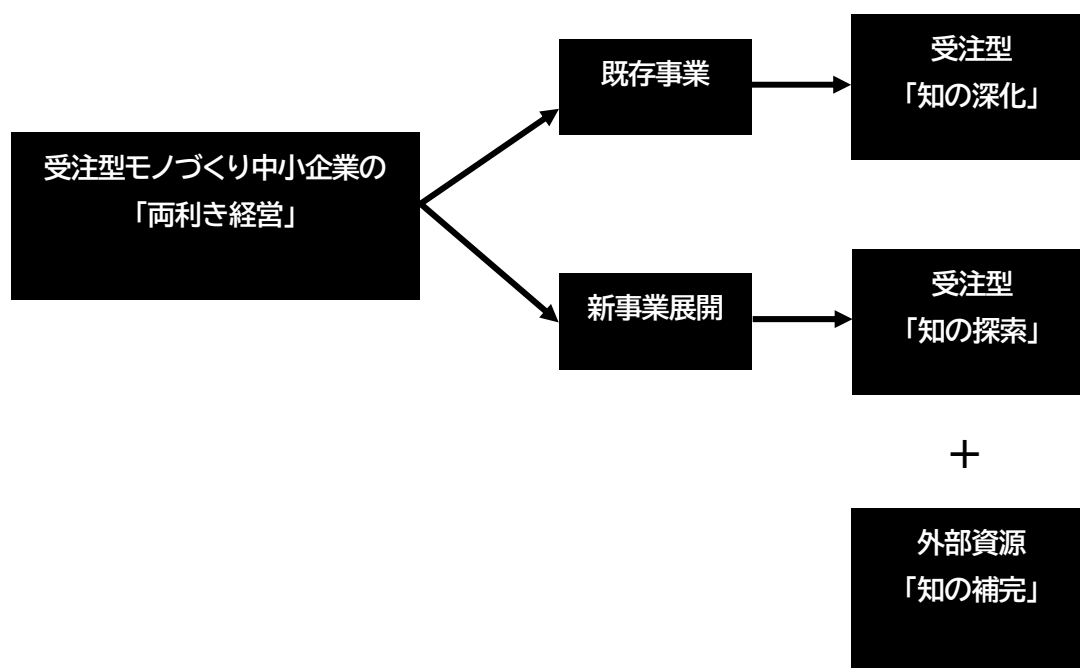 受注型モノづくり中小企業の
「両利き経営」
既存事業
受注型
「知の深化」
新事業展開
受注型
「知の探索」
＋
外部資源
「知の補完」